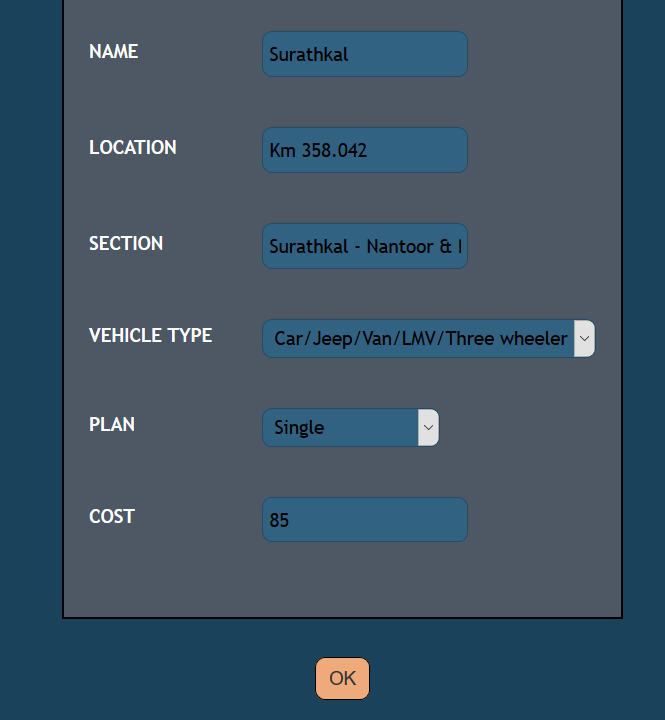 NAME Surathkal
LOCATION Km 358.042
SECTION Surathkal - Nantoor &
VEHICLE TYPE Car/Jeep/Van/LMV/Three wheeler
PLAN Single
COST 85
OK